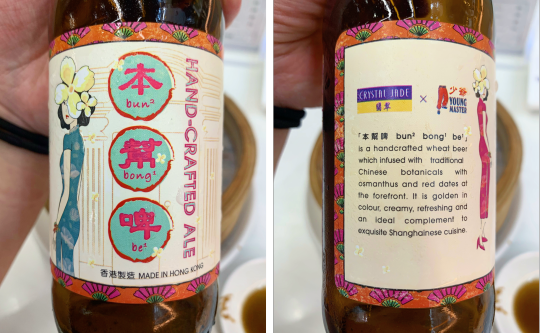 本
bun²
幫
bong¹
啤
be¹
HAND-CRAFTED ALE
香港製造 MADE IN HONG KONG
CRYSTAL JADE
翡翠
×
少爺
YOUNG
MASTER
「本幫啤 bun² bong¹ be¹」
is a handcrafted wheat beer
which infused with traditional
Chinese botanicals with
osmanthus and red dates at
the forefront. It is golden in
colour, creamy, refreshing and
an ideal complement to
exquisite Shanghainese cuisine.